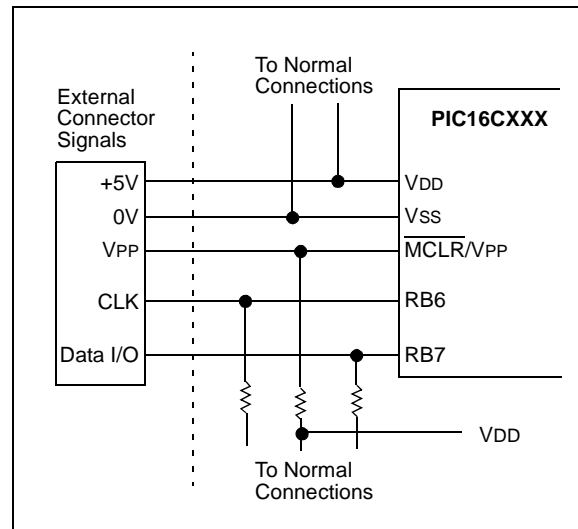 To Normal
Connections
External
Connector
Signals
PIC16CXXX
+5V
VDD
0V
VSS
VPP
MCLR/VPP
CLK
RB6
Data I/O
RB7
VDD
To Normal
Connections